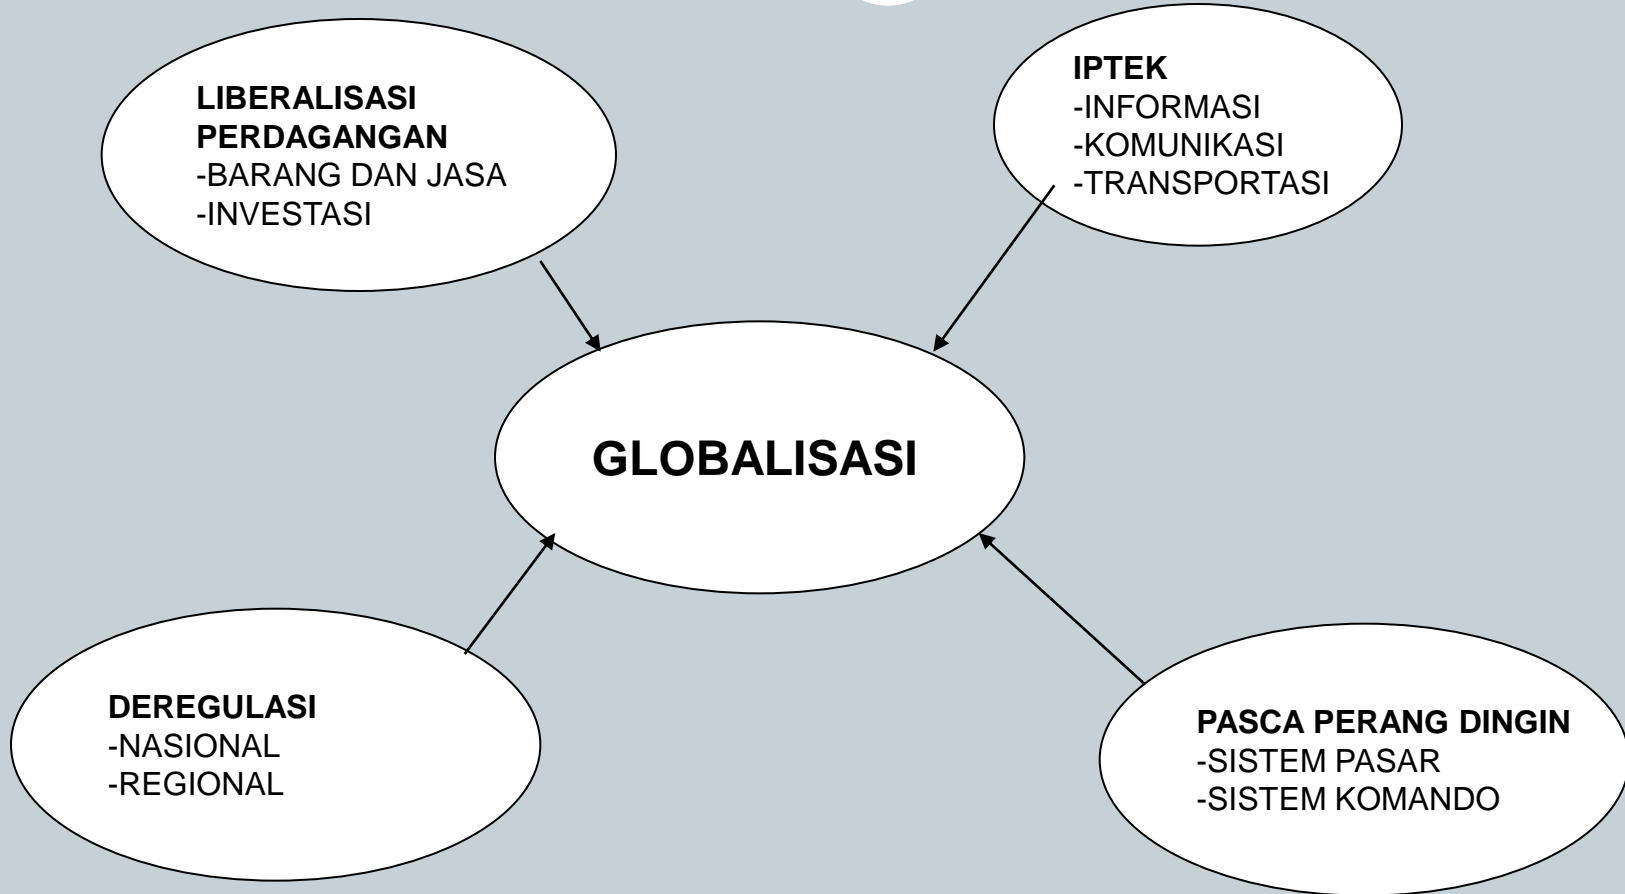 LIBERALISASI
PERDAGANGAN
-BARANG DAN JASA
-INVESTASI
IPTEK
-INFORMASI
-KOMUNIKASI
-TRANSPORTASI
GLOBALISASI
DEREGULASI
-NASIONAL
-REGIONAL
PASCA PERANG DINGIN
-SISTEM PASAR
-SISTEM KOMANDO